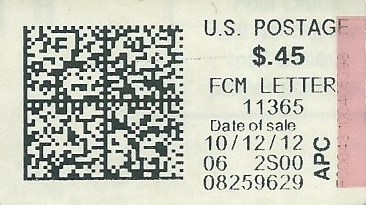 U.S. POSTAGE
$.45
FCM LETTER
11365
Date of sale
10/12/12
06 2S00
08259629
APC